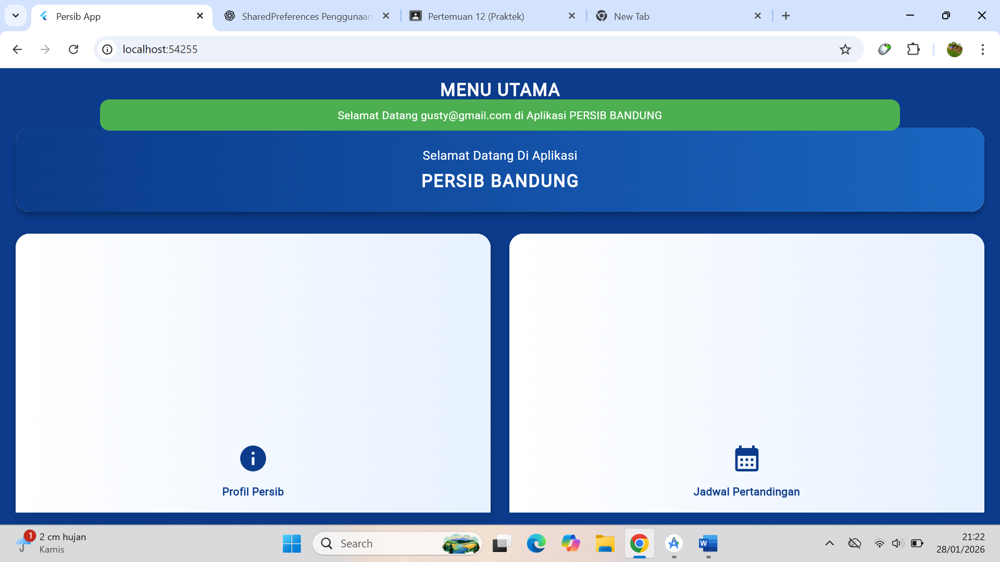 Persib App
SharedPreferences Penggunaan
Pertemuan 12 (Praktek)
New Tab
localhost:54255
MENU UTAMA
Selamat Datang gusty@gmail.com di Aplikasi PERSIB BANDUNG
Selamat Datang Di Aplikasi
PERSIB BANDUNG
Profil Persib
Jadwal Pertandingan
1
2 cm hujan
Kamis
Search
W
21:22
28/01/2026